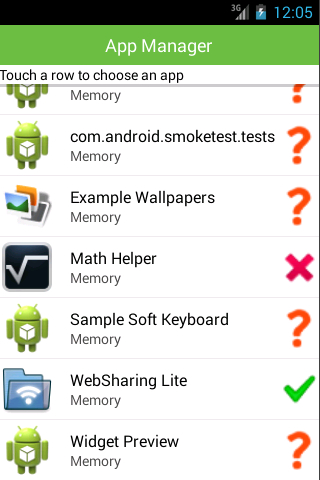 3G 12:05
App Manager
Touch a row to choose an app
Memory
com.android.smoketest.tests
Memory
Example Wallpapers
Memory
Math Helper
Memory
Sample Soft Keyboard
Memory
WebSharing Lite
Memory
Widget Preview
Memory